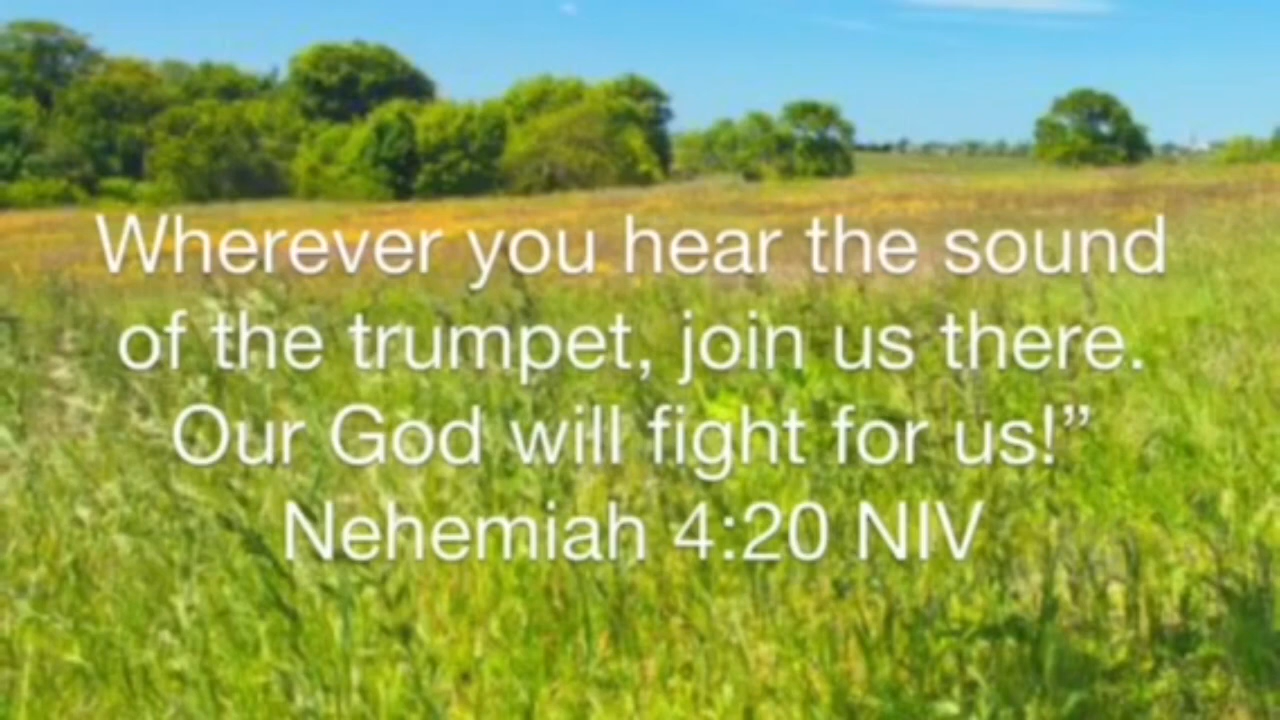 Wherever you hear the sound
of the trumpet, join us there.
Our God will fight for us!”
Nehemiah 4:20 NIV